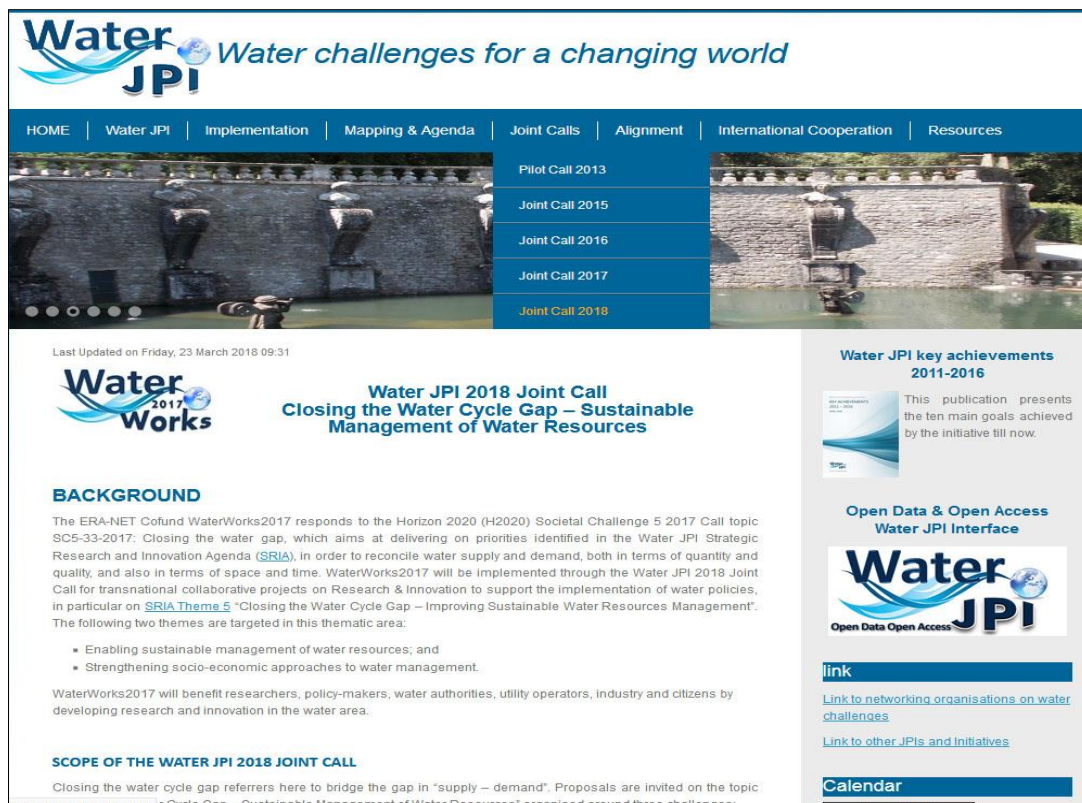 Water JPI
Water challenges for a changing world
HOME
Water JPI
Implementation
Mapping & Agenda
Joint Calls
Alignment
International Cooperation
Resources
Pilot Call 2013
Joint Call 2015
Joint Call 2016
Joint Call 2017
Joint Call 2018
Last Updated on Friday, 23 March 2018 09:31
Water
2017
Works
Water JPI 2018 Joint Call
Closing the Water Cycle Gap – Sustainable
Management of Water Resources
BACKGROUND
The ERA-NET Cofund WaterWorks2017 responds to the Horizon 2020 (H2020) Societal Challenge 5 2017 Call topic
SC5-33-2017: Closing the water gap, which aims at delivering on priorities identified in the Water JPI Strategic
Research and Innovation Agenda (SRIA), in order to reconcile water supply and demand, both in terms of quantity and
quality, and also in terms of space and time. WaterWorks2017 will be implemented through the Water JPI 2018 Joint
Call for transnational collaborative projects on Research & Innovation to support the implementation of water policies,
in particular on SRIA Theme 5 “Closing the Water Cycle Gap – Improving Sustainable Water Resources Management”.
The following two themes are targeted in this thematic area:
Enabling sustainable management of water resources; and
Strengthening socio-economic approaches to water management.
WaterWorks2017 will benefit researchers, policy-makers, water authorities, utility operators, industry and citizens by
developing research and innovation in the water area.
SCOPE OF THE WATER JPI 2018 JOINT CALL
Closing the water cycle gap referrers here to bridge the gap in “supply – demand”. Proposals are invited on the topic
Cycle Gap – Sustainable Management of Water Resources” organised around three challenges:
Water JPI key achievements
2011-2016
KEY ACHIEVEMENTS
This publication presents
the ten main goals achieved
by the initiative till now.
Open Data & Open Access
Water JPI Interface
Water
JPI
Open Data Open Access
link
Link to networking organisations on water
challenges
Link to other JPIs and Initiatives
Calendar